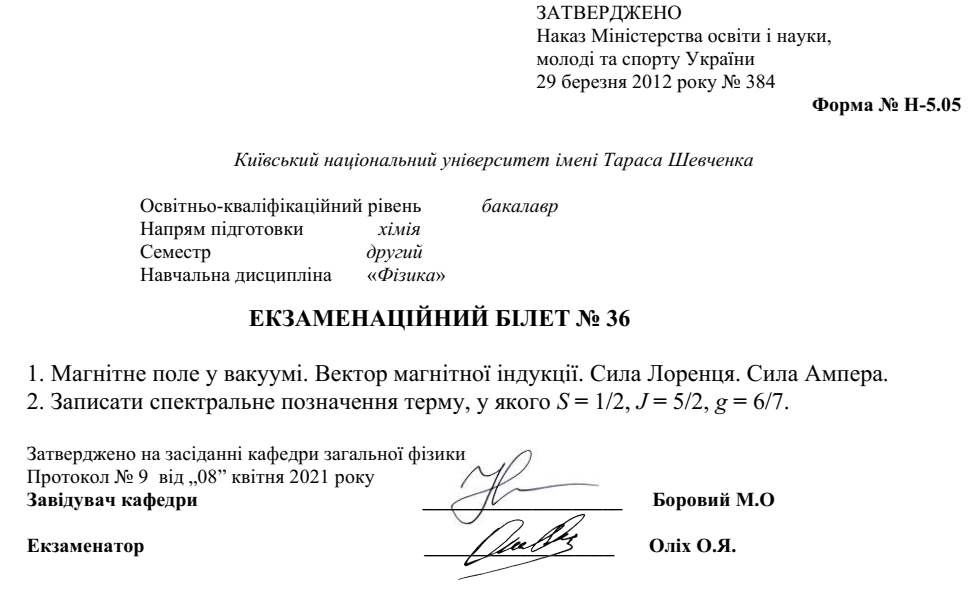 ЗАТВЕРДЖЕНО
Наказ Міністерства освіти і науки,
молоді та спорту України
29 березня 2012 року № 384
Форма № Н-5.05
Київський національний університет імені Тараса Шевченка
Освітньо-кваліфікаційний рівень бакалавр
Напрям підготовки хімія
Семестр другий
Навчальна дисципліна «Фізика»
ЕКЗАМЕНАЦІЙНИЙ БІЛЕТ № 36
1. Магнітне поле у вакуумі. Вектор магнітної індукції. Сила Лоренця. Сила Ампера.
2. Записати спектральне позначення терму, у якого S = 1/2, J = 5/2, g = 6/7.
Затверджено на засіданні кафедри загальної фізики
Протокол № 9 від „08” квітня 2021 року
Завідувач кафедри Боровий М.О
Екзаменатор Оліх О.Я.